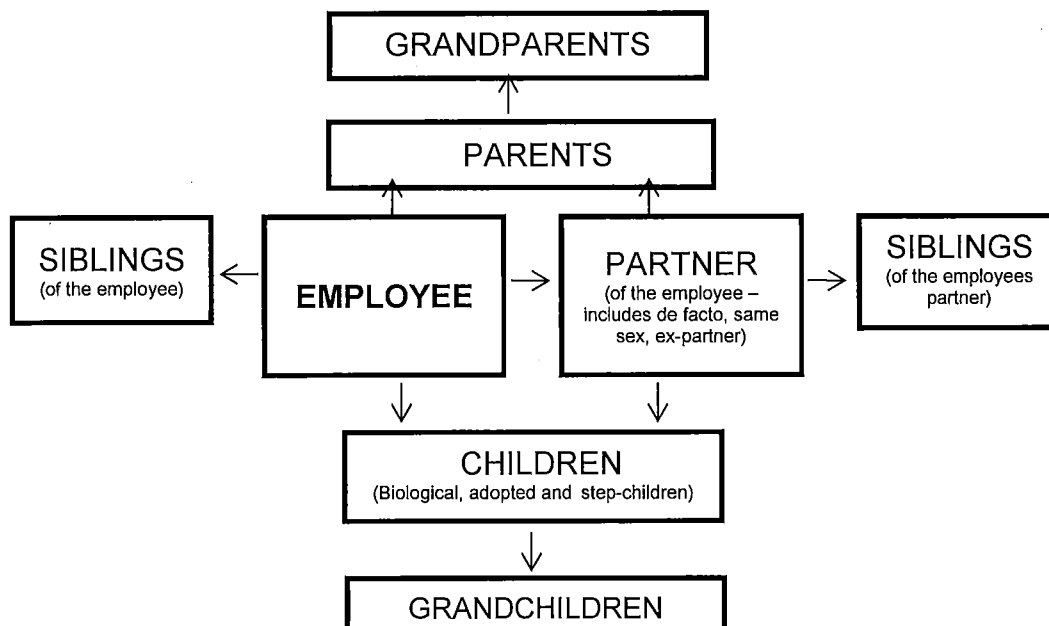 GRANDPARENTS
PARENTS
SIBLINGS
(of the employee)
EMPLOYEE
PARTNER
(of the employee –
includes de facto, same
sex, ex-partner)
SIBLINGS
(of the employees
partner)
CHILDREN
(Biological, adopted and step-children)
GRANDCHILDREN